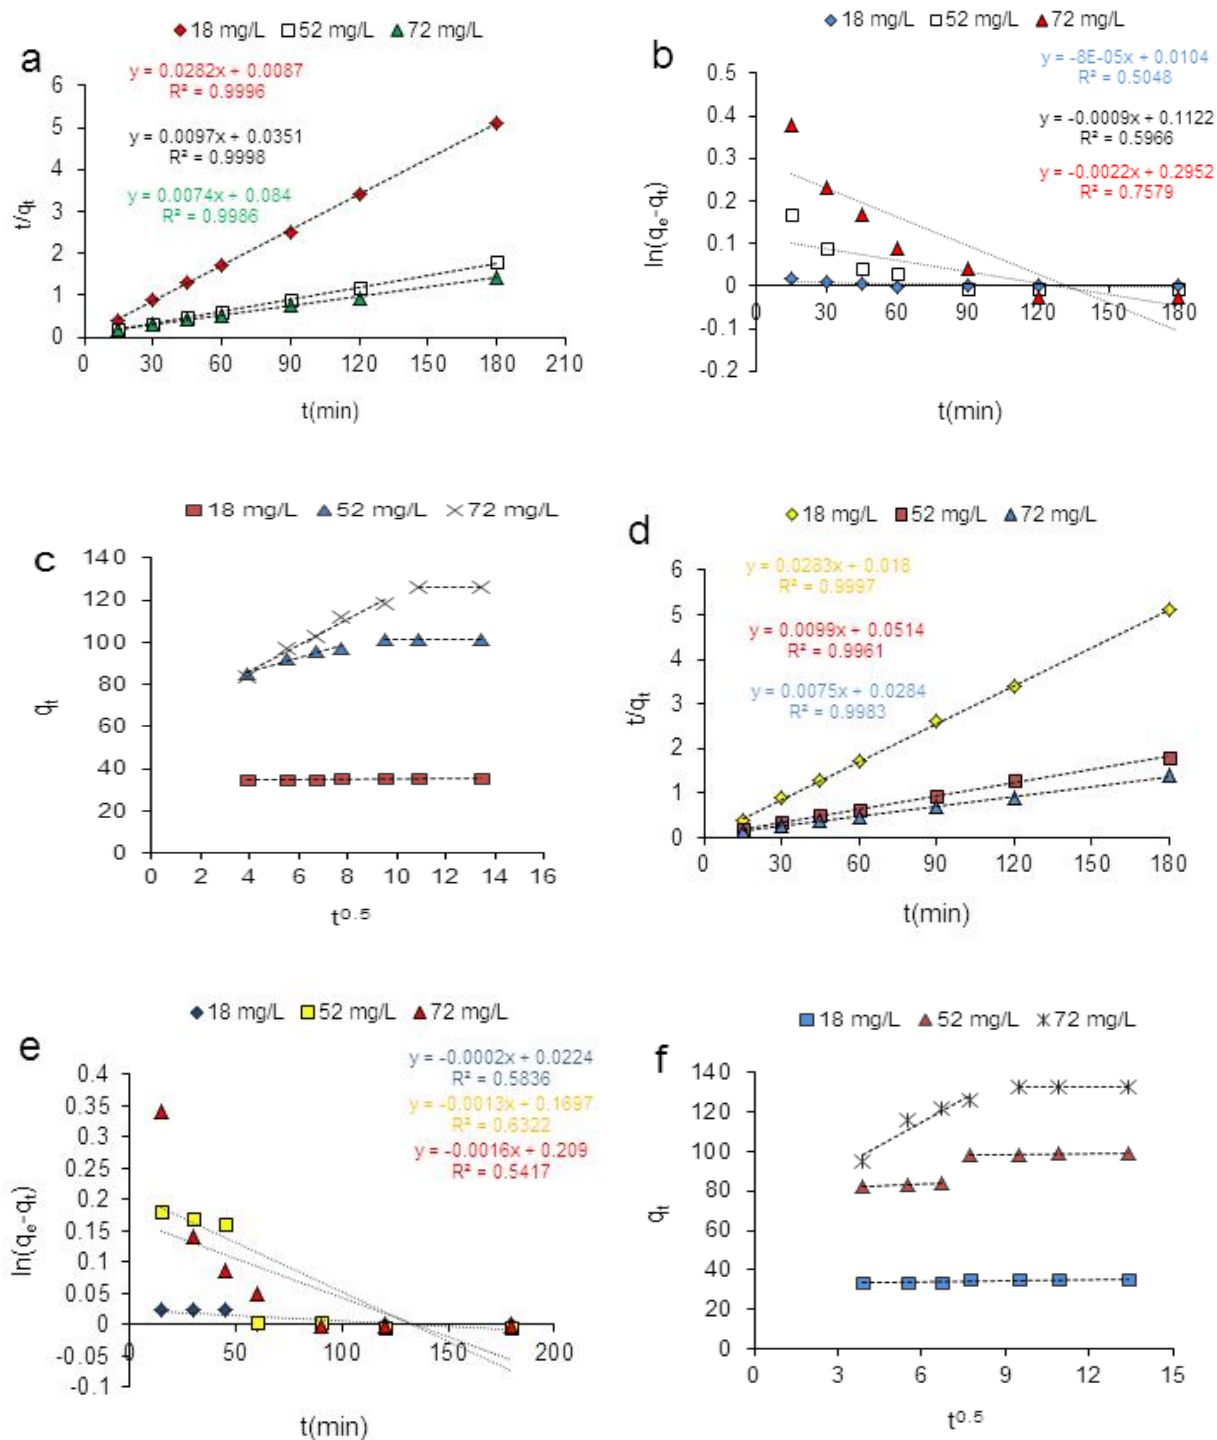 18 mg/L 52 mg/L 72 mg/L
a
y = 0.0282x + 0.0087
R² = 0.9996
y = 0.0097x + 0.0351
R² = 0.9998
y = 0.0074x + 0.084
R² = 0.9986
t/qt
6
5
4
3
2
1
0
0 30 60 90 120 150 180 210
t(min)
18 mg/L 52 mg/L 72 mg/L
b
y = -8E-05x + 0.0104
R² = 0.5048
y = -0.0009x + 0.1122
R² = 0.5966
y = -0.0022x + 0.2952
R² = 0.7579
ln(qe-qt)
0.5
0.4
0.3
0.2
0.1
0
-0.1
-0.2
0 30 60 90 120 150 180
t(min)
18 mg/L 52 mg/L 72 mg/L
c
qt
140
120
100
80
60
40
20
0
0 2 4 6 8 10 12 14 16
t0.5
18 mg/L 52 mg/L 72 mg/L
d
y = 0.0283x + 0.018
R² = 0.9997
y = 0.0099x + 0.0514
R² = 0.9961
y = 0.0075x + 0.0284
R² = 0.9983
t/qt
6
5
4
3
2
1
0
0 30 60 90 120 150 180
t(min)
18 mg/L 52 mg/L 72 mg/L
e
y = -0.0002x + 0.0224
R² = 0.5836
y = -0.0013x + 0.1697
R² = 0.6322
y = -0.0016x + 0.209
R² = 0.5417
ln(qe-qt)
0.4
0.35
0.3
0.25
0.2
0.15
0.1
0.05
0
-0.05
-0.1
0 50 100 150 200
t(min)
18 mg/L 52 mg/L 72 mg/L
f
qt
140
120
100
80
60
40
20
0
0 3 6 9 12 15
t0.5